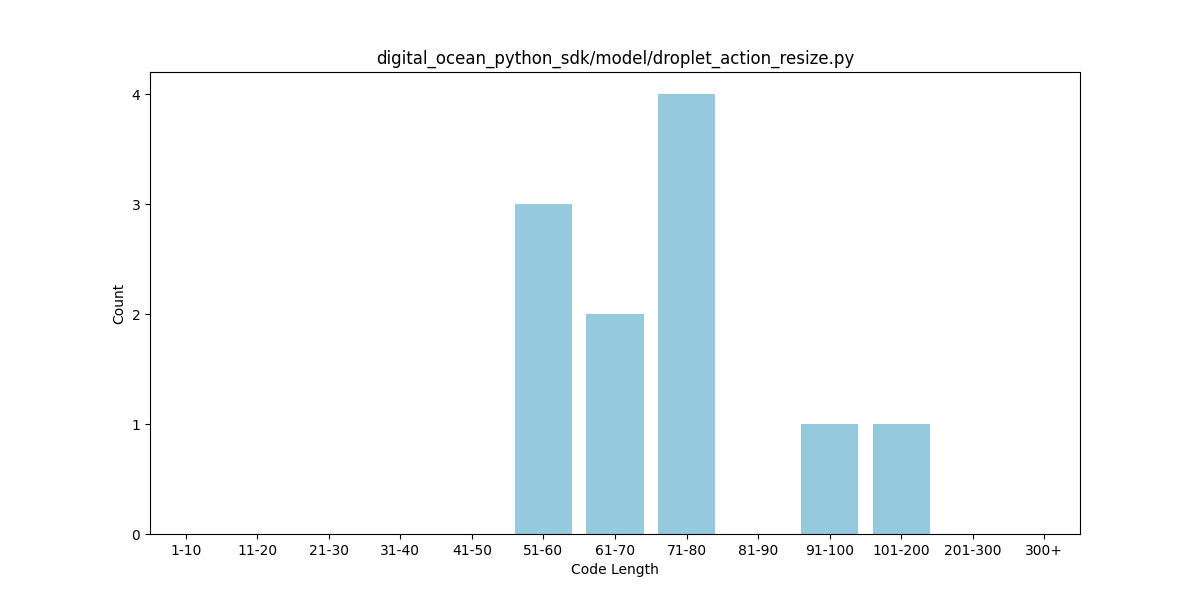 digital_ocean_python_sdk/model/droplet_action_resize.py
4
3
2
1
0
Count
1-10 11-20 21-30 31-40 41-50 51-60 61-70 71-80 81-90 91-100 101-200 201-300 300+
Code Length